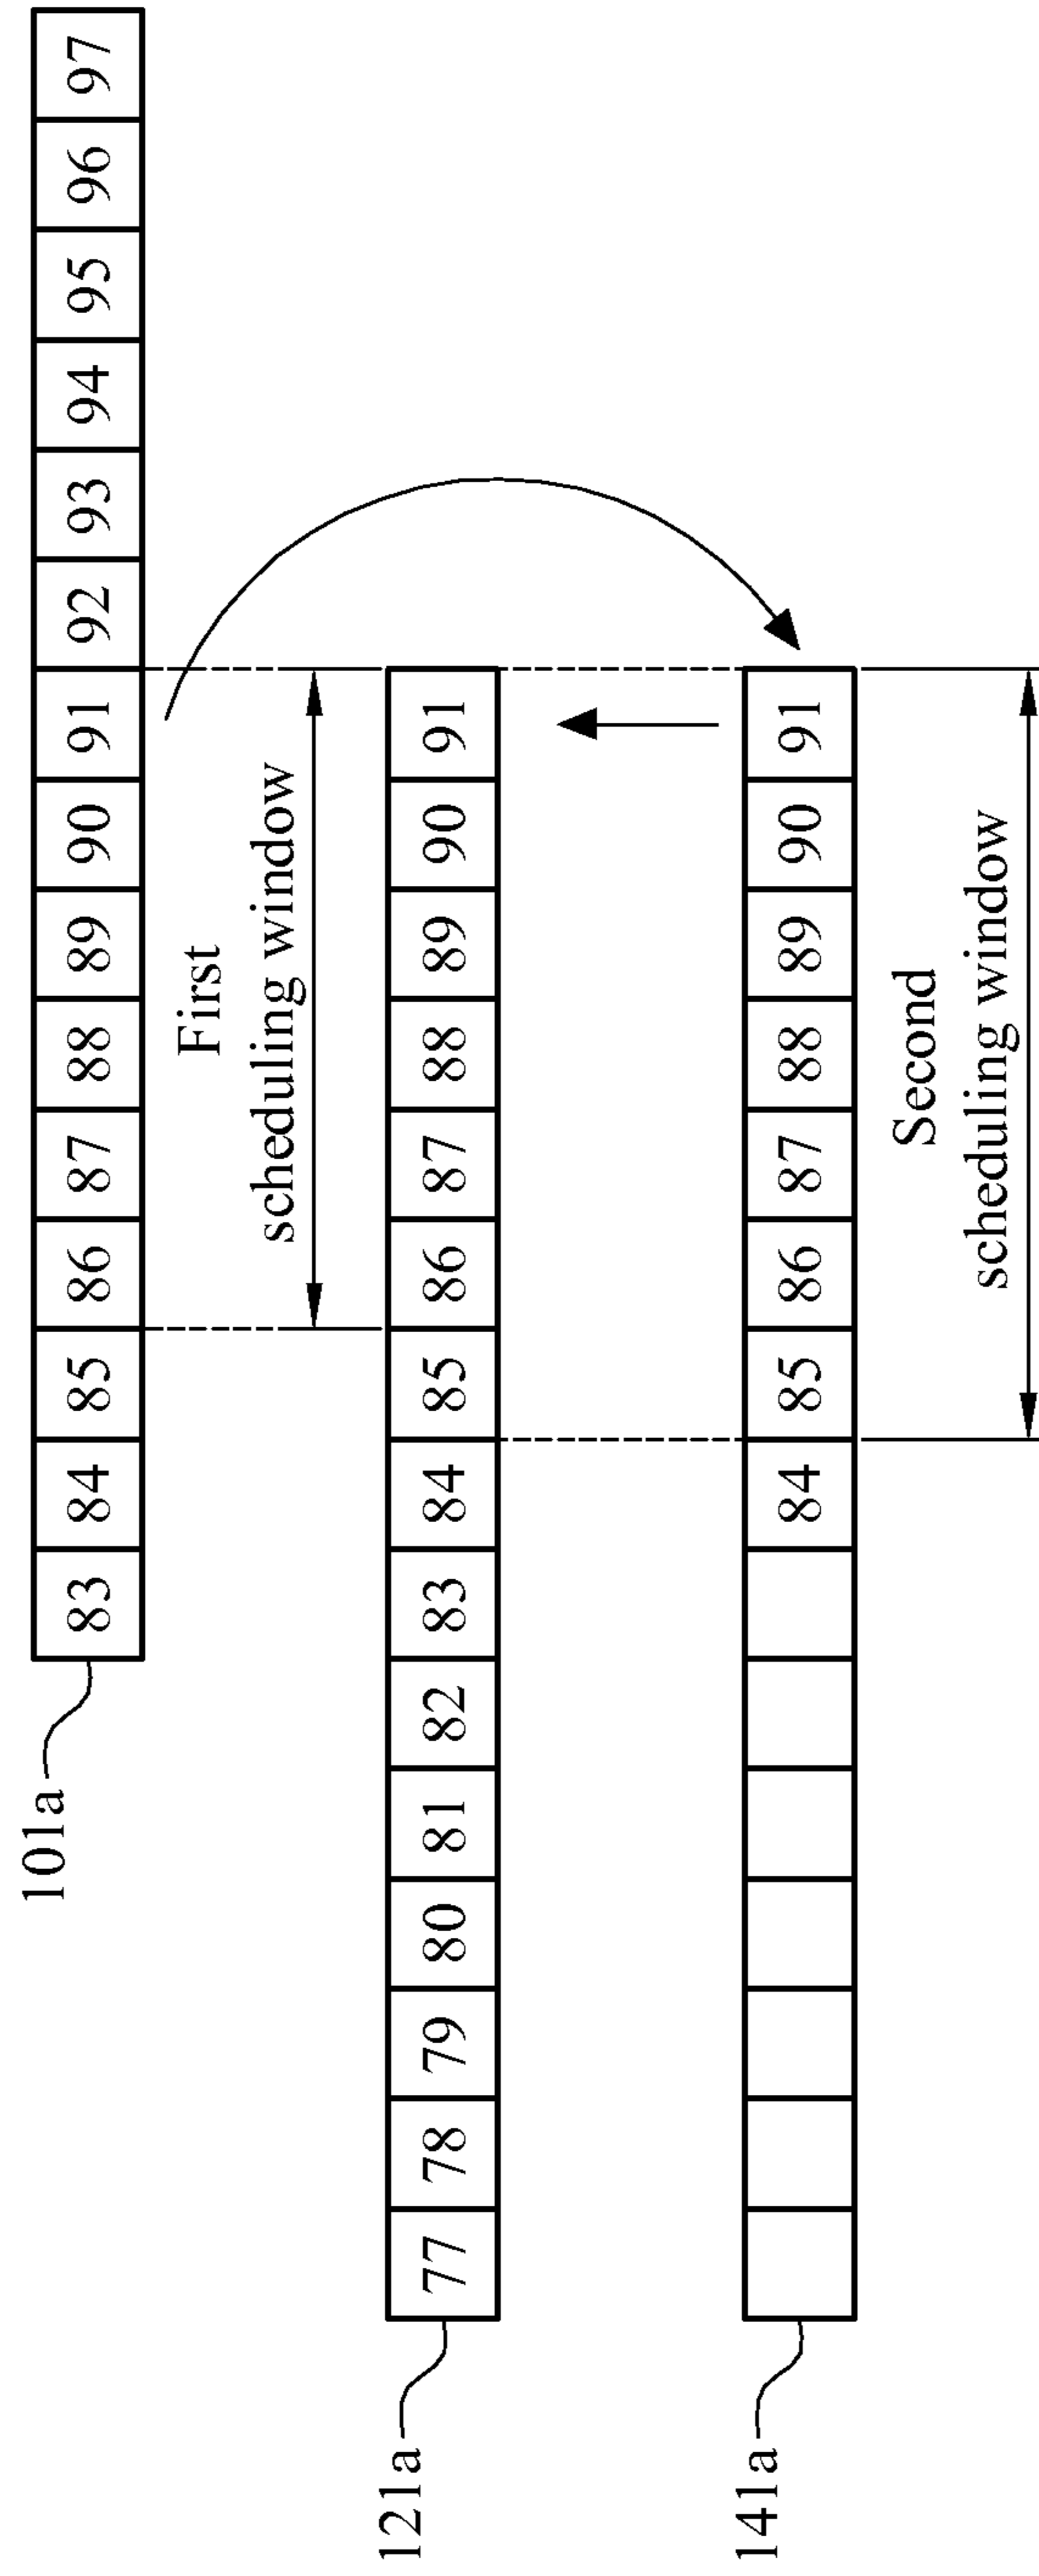 83 84 85 86 87 88 89 90 91 92 93 94 95 96 97
101a
First
scheduling window
77 78 79 80 81 82 83 84 85 86 87 88 89 90 91
121a
84 85 86 87 88 89 90 91
141a
Second
scheduling window